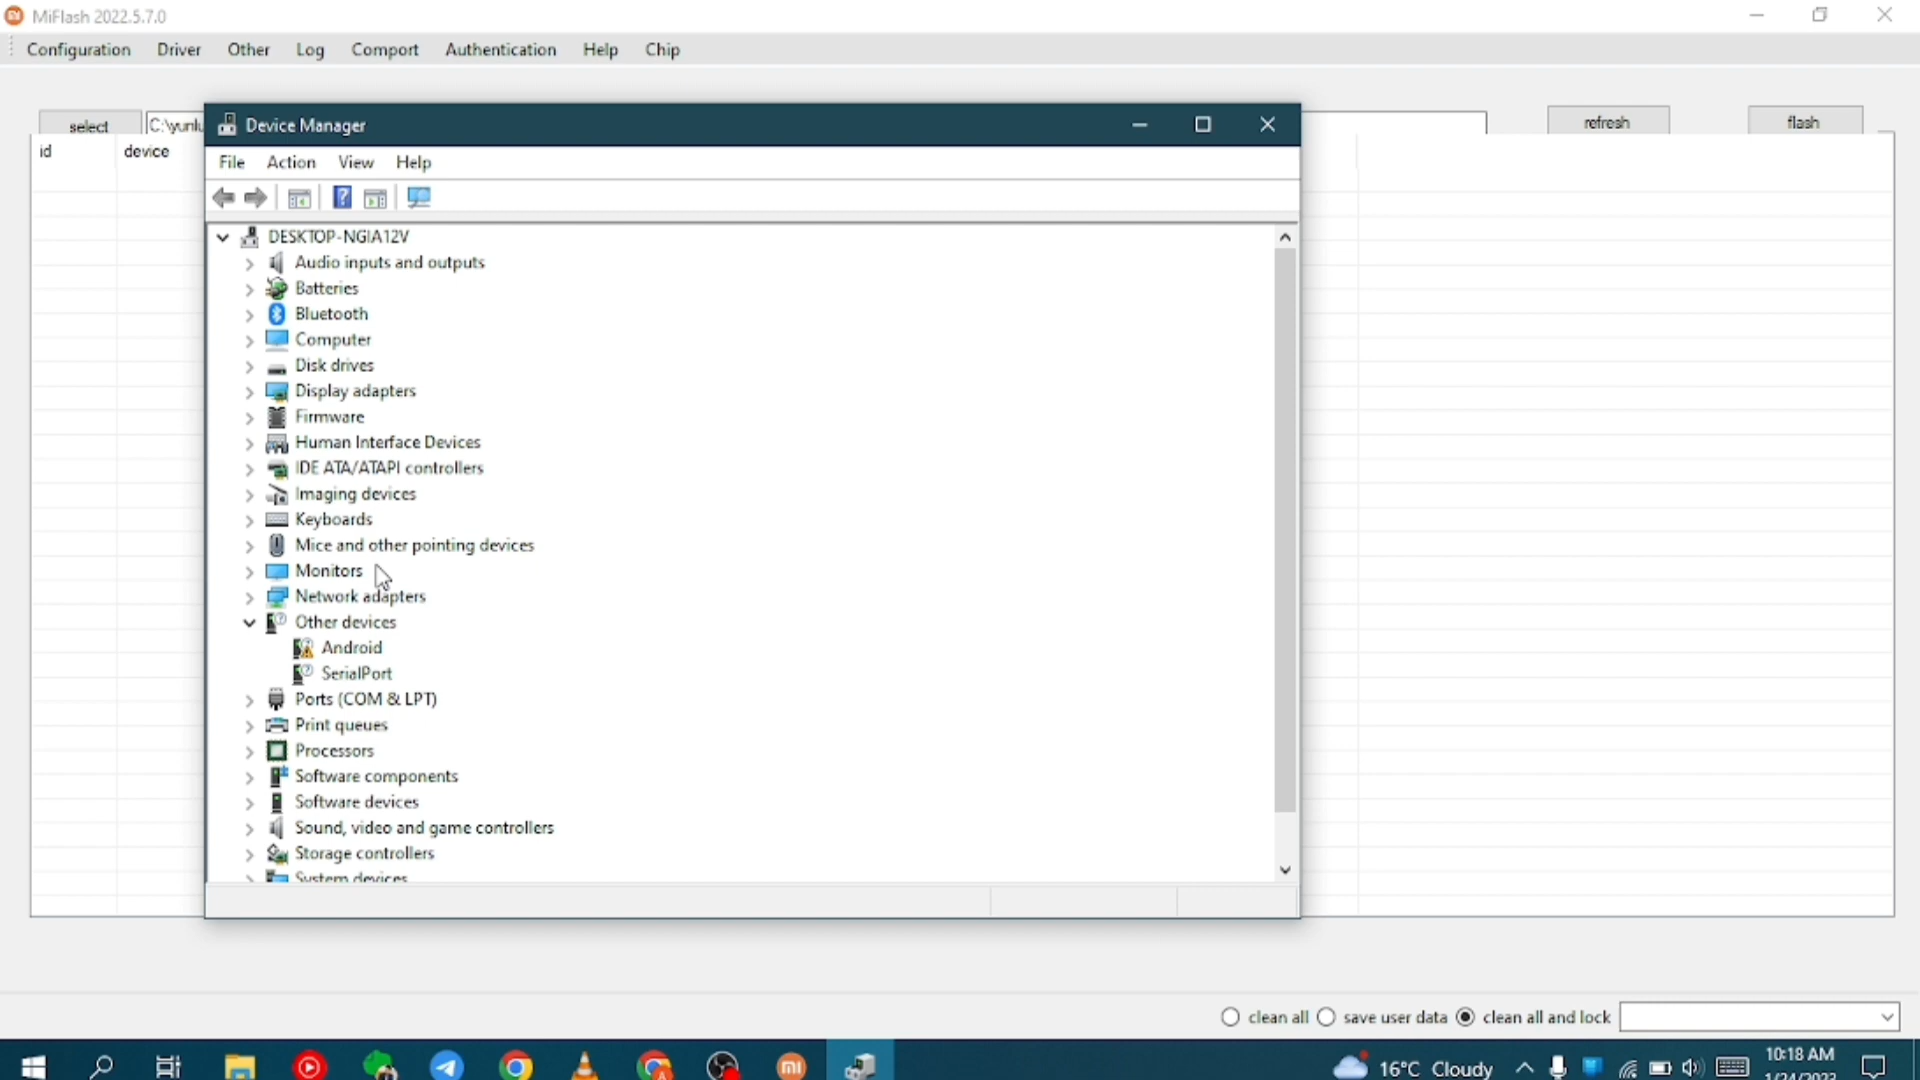 MiFlash 2022.5.7.0
Configuration Driver Other Log Comport Authentication Help Chip
select C:\yunlu refresh flash
id device
Device Manager
File Action View Help
DESKTOP-NGIA12V
Audio inputs and outputs
Batteries
Bluetooth
Computer
Disk drives
Display adapters
Firmware
Human Interface Devices
IDE ATA/ATAPI controllers
Imaging devices
Keyboards
Mice and other pointing devices
Monitors
Network adapters
Other devices
Android
SerialPort
Ports (COM & LPT)
Print queues
Processors
Software components
Software devices
Sound, video and game controllers
Storage controllers
System devices
clean all save user data clean all and lock
16°C Cloudy 10:18 AM